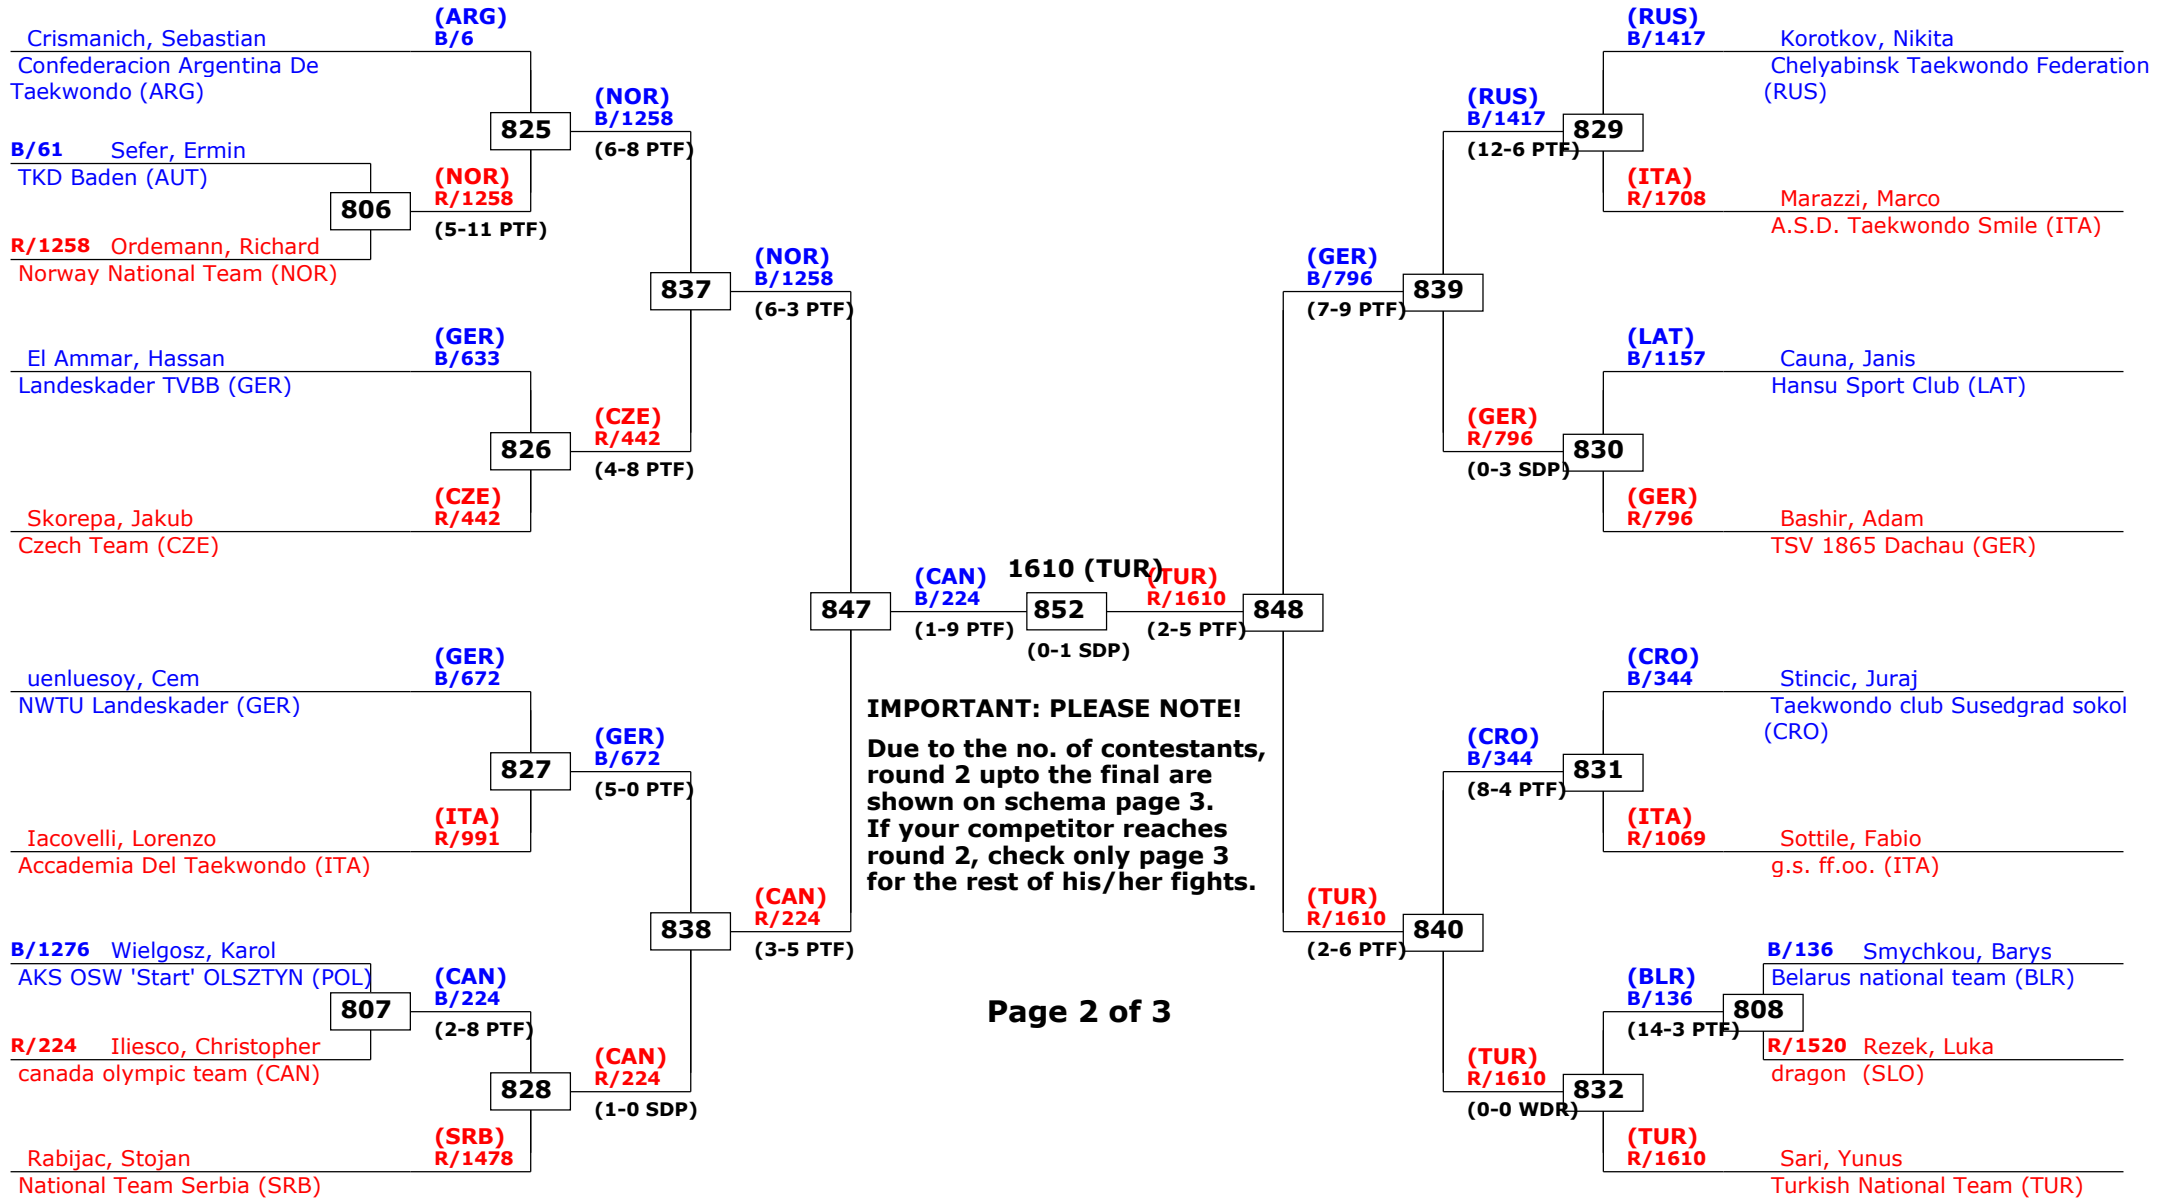 (ARG)
Crismanich, Sebastian B/6
Confederacion Argentina De
Taekwondo (ARG)
825
(NOR)
B/1258
(6-8 PTF)
B/61 Sefer, Ermin
TKD Baden (AUT)
806
(NOR)
R/1258
(5-11 PTF)
R/1258 Ordemann, Richard
Norway National Team (NOR)
837
(NOR)
B/1258
(6-3 PTF)
(GER)
El Ammar, Hassan B/633
Landeskader TVBB (GER)
826
(CZE)
R/442
(4-8 PTF)
(CZE)
Skorepa, Jakub R/442
Czech Team (CZE)
847
(CAN)
B/224
(1-9 PTF)
1610 (TUR)
852
(0-1 SDP)
(TUR)
R/1610
(2-5 PTF)
848
(GER)
uenluesoy, Cem B/672
NWTU Landeskader (GER)
827
(GER)
B/672
(5-0 PTF)
(ITA)
Iacovelli, Lorenzo R/991
Accademia Del Taekwondo (ITA)
838
(CAN)
R/224
(3-5 PTF)
B/1276 Wielgosz, Karol
AKS OSW 'Start' OLSZTYN (POL)
807
(CAN)
B/224
(2-8 PTF)
R/224 Iliesco, Christopher
canada olympic team (CAN)
828
(CAN)
R/224
(1-0 SDP)
(SRB)
Rabijac, Stojan R/1478
National Team Serbia (SRB)
IMPORTANT: PLEASE NOTE!
Due to the no. of contestants,
round 2 upto the final are
shown on schema page 3.
If your competitor reaches
round 2, check only page 3
for the rest of his/her fights.
Page 2 of 3
(RUS)
B/1417 Korotkov, Nikita
Chelyabinsk Taekwondo Federation
(RUS)
(RUS)
B/1417
(12-6 PTF)
829
(ITA)
R/1708 Marazzi, Marco
A.S.D. Taekwondo Smile (ITA)
(GER)
B/796
(7-9 PTF)
839
(LAT)
B/1157 Cauna, Janis
Hansu Sport Club (LAT)
(GER)
R/796
(0-3 SDP)
830
(GER)
R/796 Bashir, Adam
TSV 1865 Dachau (GER)
(CRO)
B/344 Stincic, Juraj
Taekwondo club Susedgrad sokol
(CRO)
(CRO)
B/344
(8-4 PTF)
831
(ITA)
R/1069 Sottile, Fabio
g.s. ff.oo. (ITA)
(TUR)
R/1610
(2-6 PTF)
840
B/136 Smychkou, Barys
Belarus national team (BLR)
(BLR)
B/136
(14-3 PTF)
808
R/1520 Rezek, Luka
dragon (SLO)
(TUR)
R/1610
(0-0 WDR)
832
(TUR)
R/1610 Sari, Yunus
Turkish National Team (TUR)